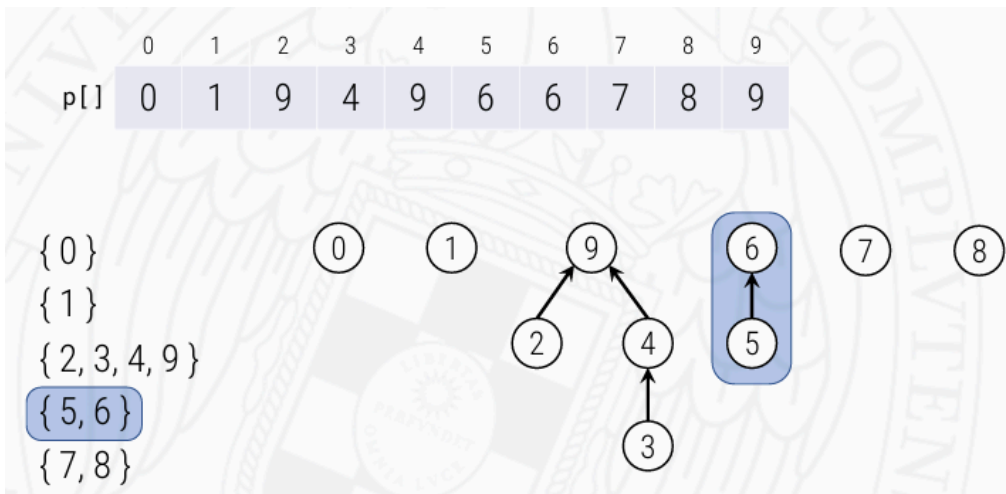 0 1 2 3 4 5 6 7 8 9
p[] 0 1 9 4 9 6 6 7 8 9
{ 0 }
{ 1 }
{ 2, 3, 4, 9 }
{ 5, 6 }
{ 7, 8 }
0 1 9 6 7 8
2 4 5
3